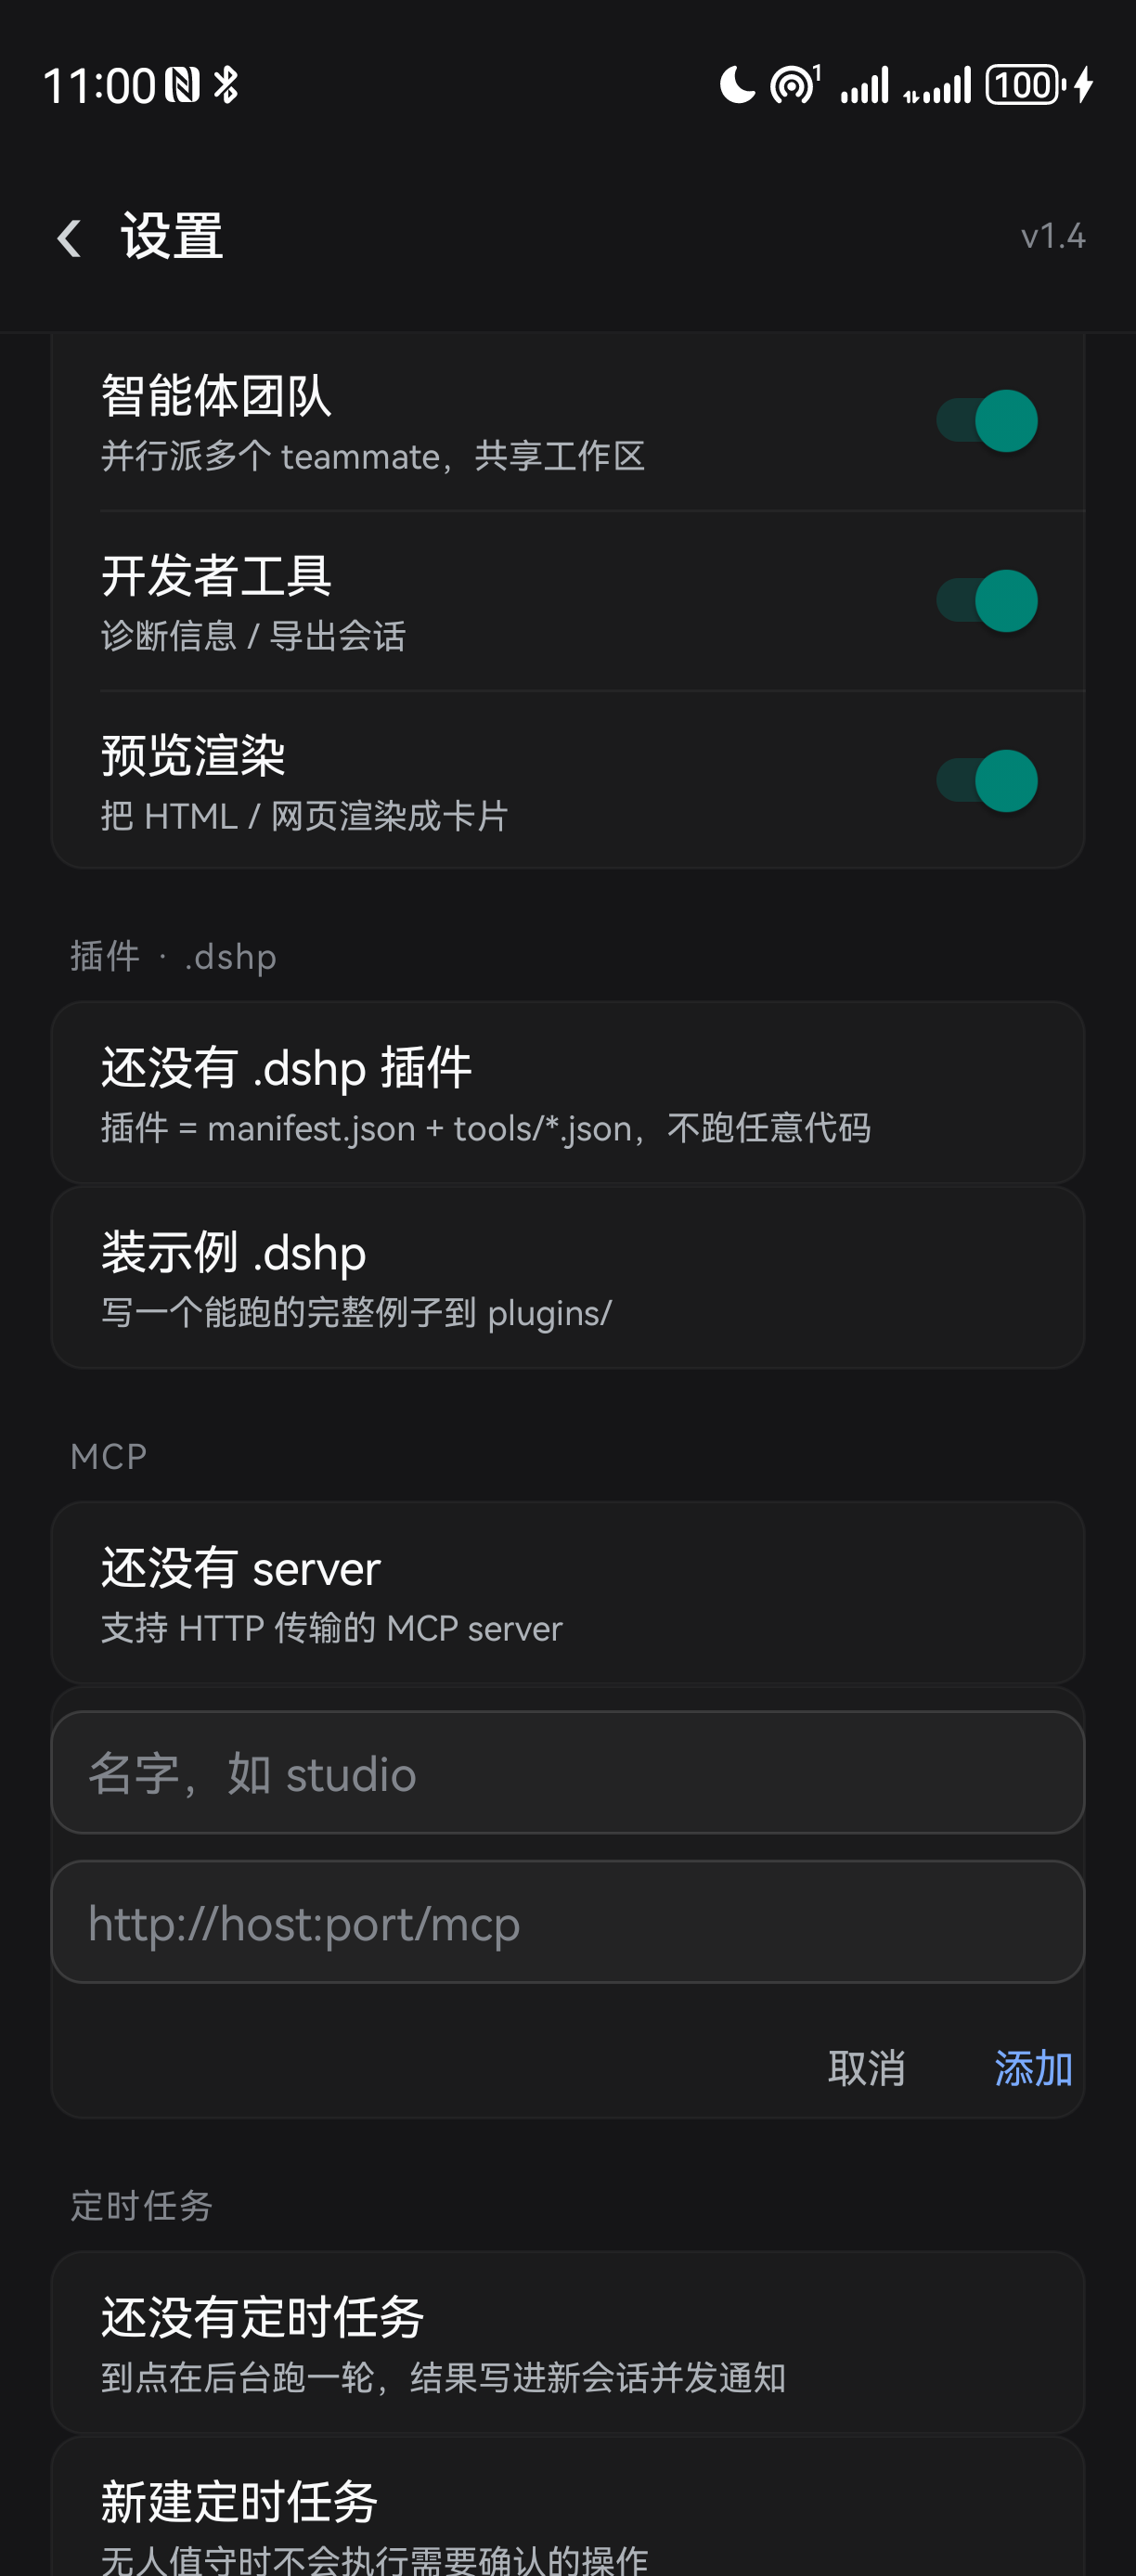 11:00
1
100
设置
v1.4
智能体团队
并行派多个 teammate，共享工作区
开发者工具
诊断信息 / 导出会话
预览渲染
把 HTML / 网页渲染成卡片
插件 · .dshp
还没有 .dshp 插件
插件 = manifest.json + tools/*.json，不跑任意代码
装示例 .dshp
写一个能跑的完整例子到 plugins/
MCP
还没有 server
支持 HTTP 传输的 MCP server
名字，如 studio
http://host:port/mcp
取消
添加
定时任务
还没有定时任务
到点在后台跑一轮，结果写进新会话并发通知
新建定时任务
无人值守时不会执行需要确认的操作